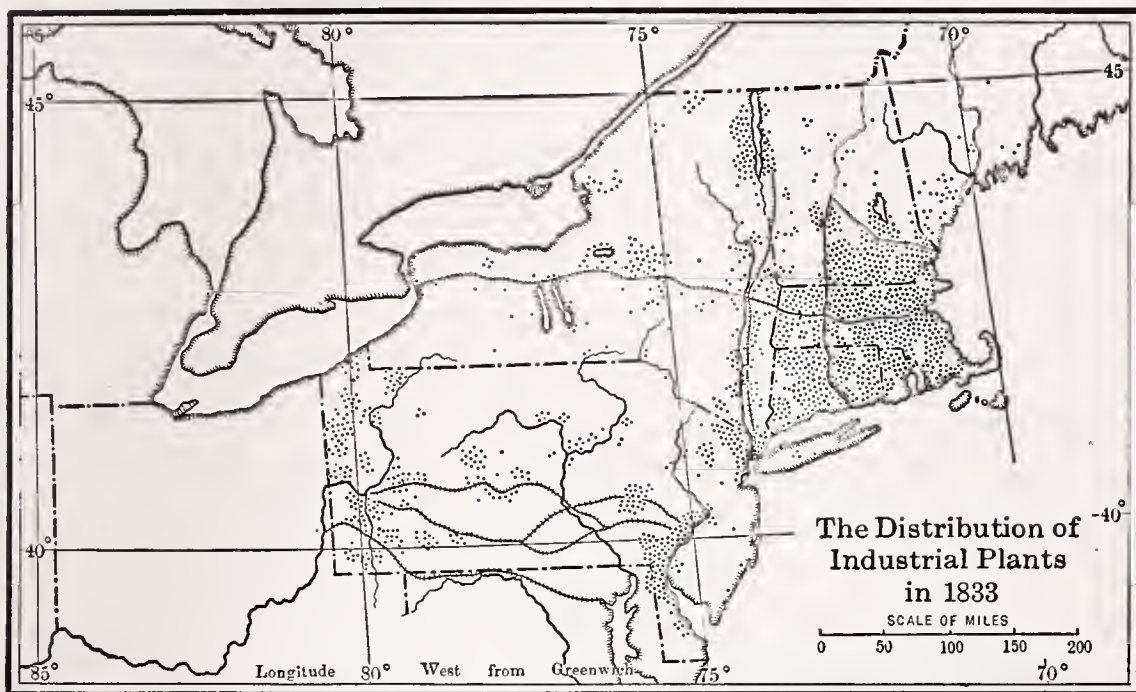 85°
80°
75°
70°
45°
45°
40°
40°
The Distribution of
Industrial Plants
in 1833
SCALE OF MILES
0 50 100 150 200
85° Longitude 80° West from Greenwich 75° 70°